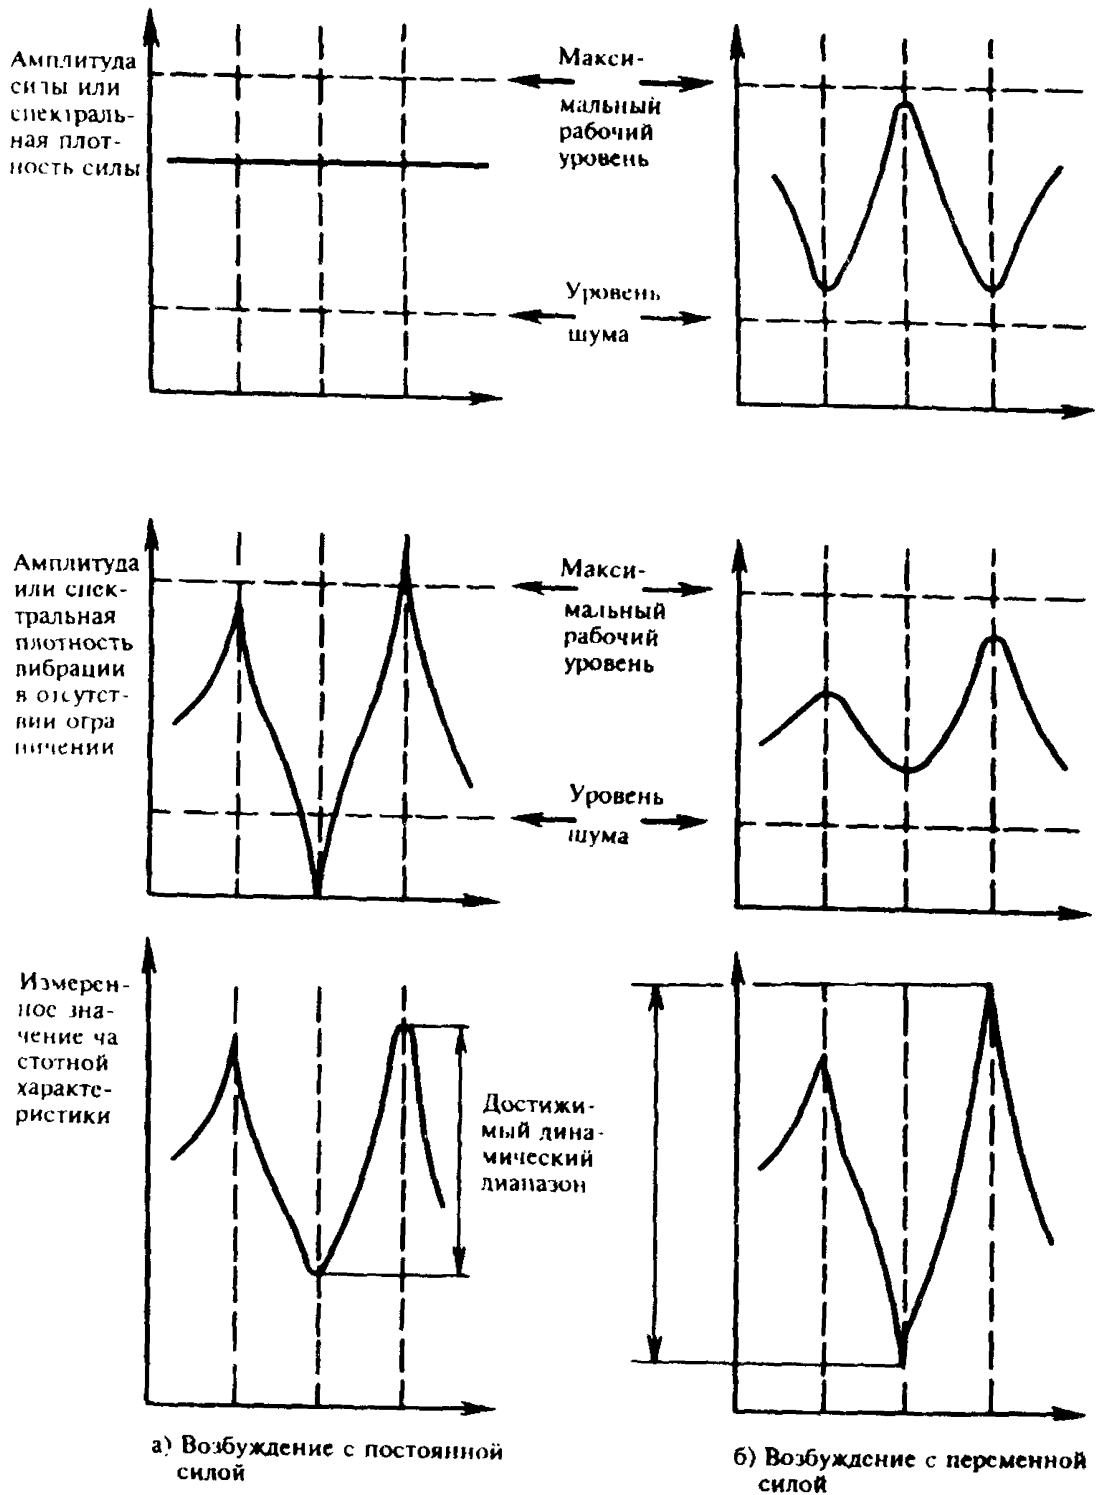 Амплитуда
силы или
спектраль-
ная плот-
ность силы
Макси-
мальный
рабочий
уровень
Уровень
шума
Амплитуда
или спек-
тральная
плотность
вибрации
в отсутст-
вии огра
ничении
Макси-
мальный
рабочий
уровень
Уровень
шума
Измерен-
ное зна-
чение ча
стотной
характе-
ристики
Достижи-
мый дина-
мический
диапазон
а) Возбуждение с постоянной
силой
б) Возбуждение с переменной
силой